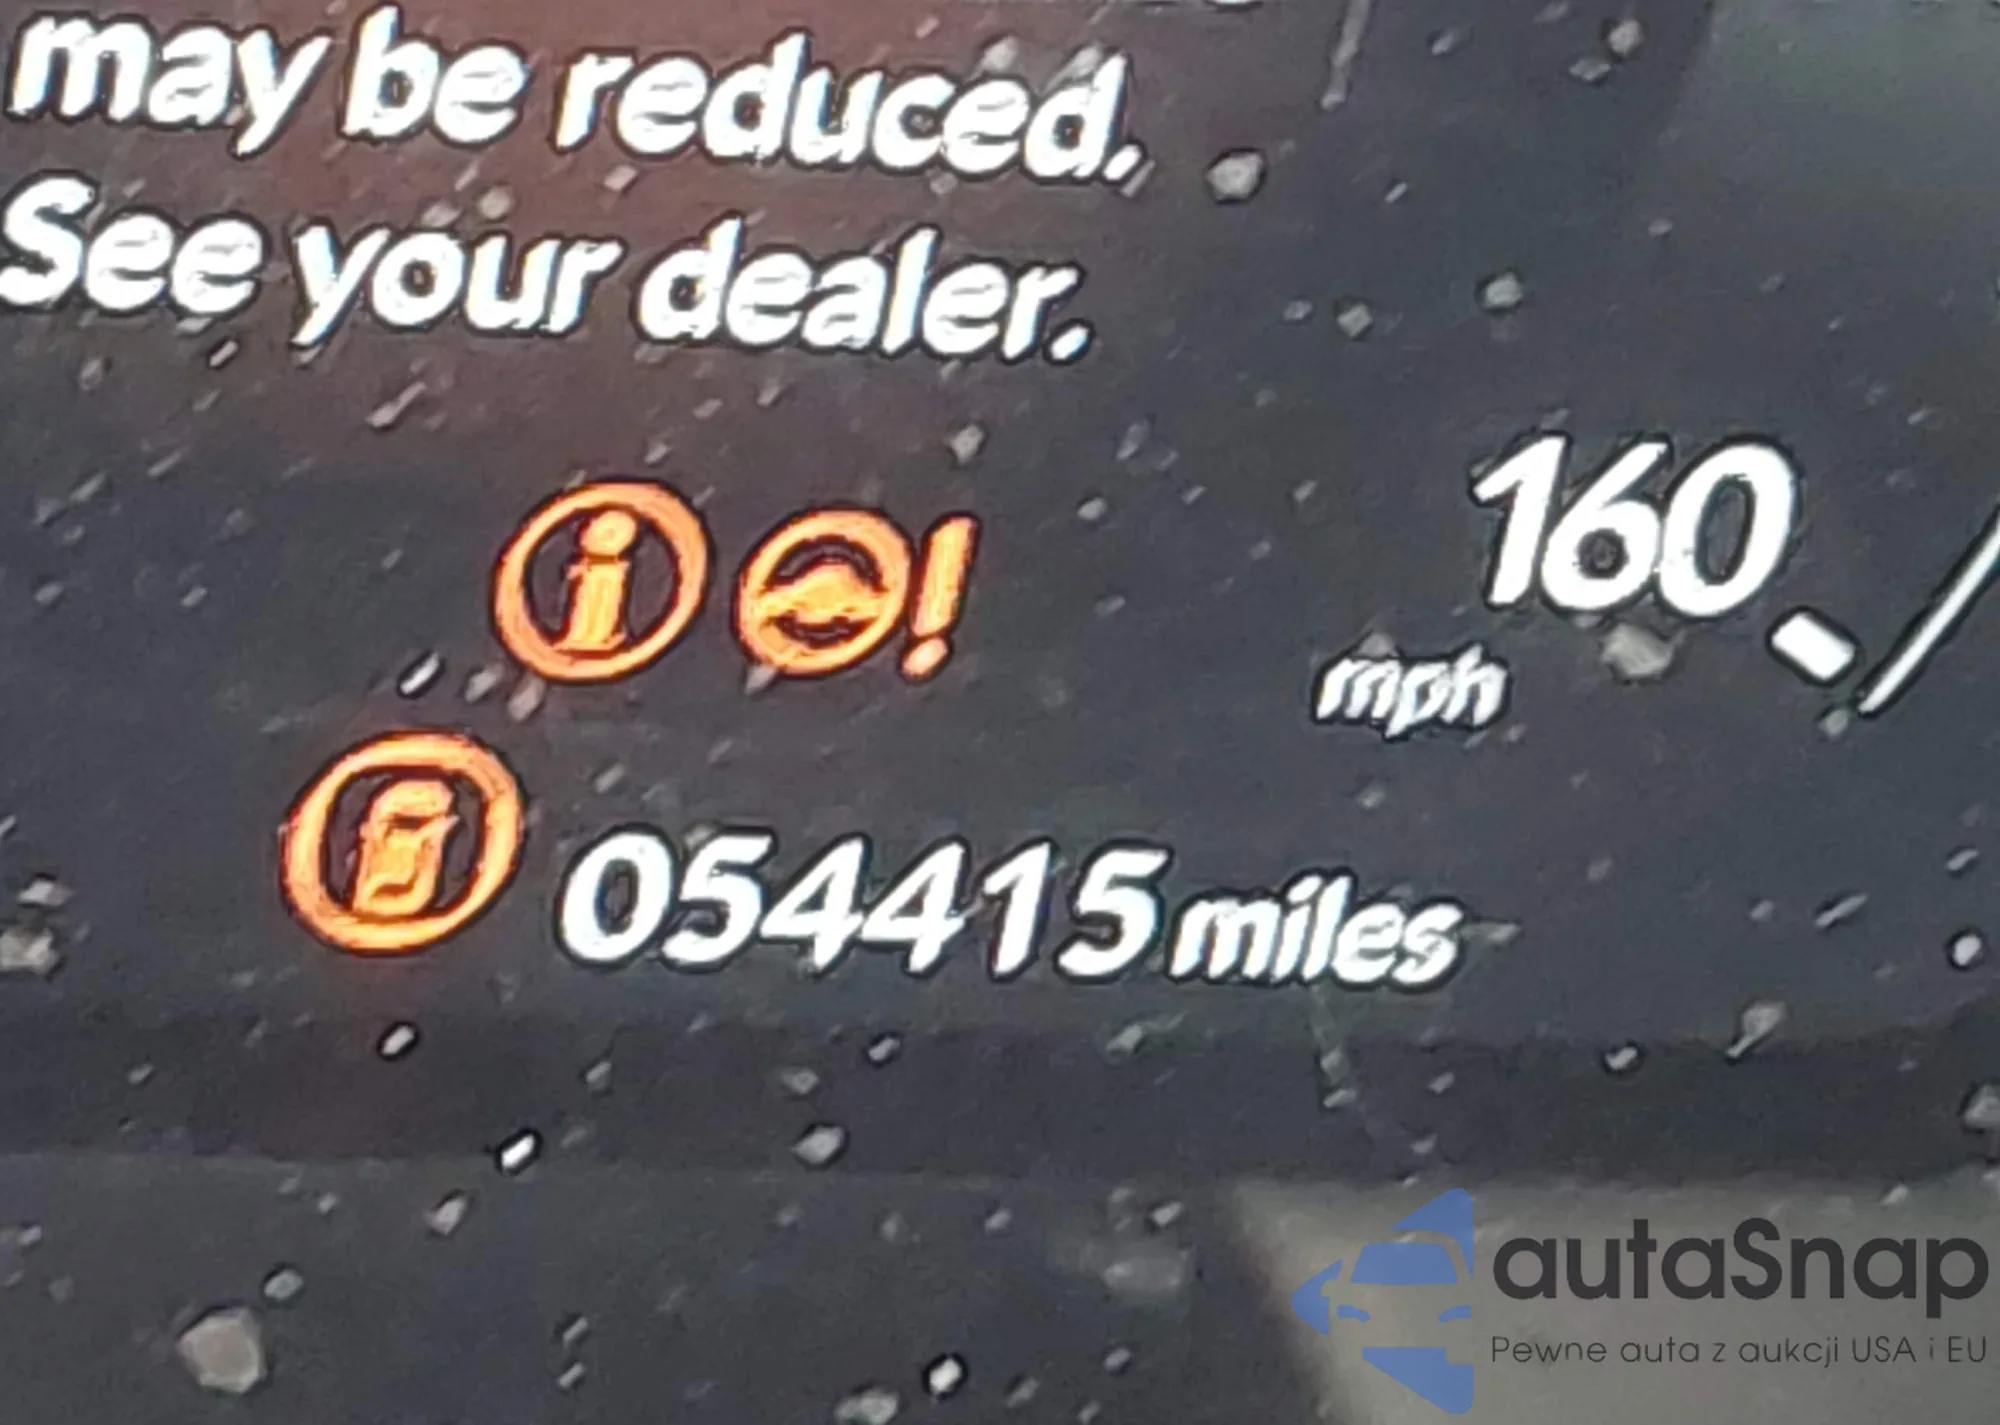 may be reduced.
See your dealer.
160
mph
054415 miles
autaSnap
Pewne auta z aukcji USA i EU